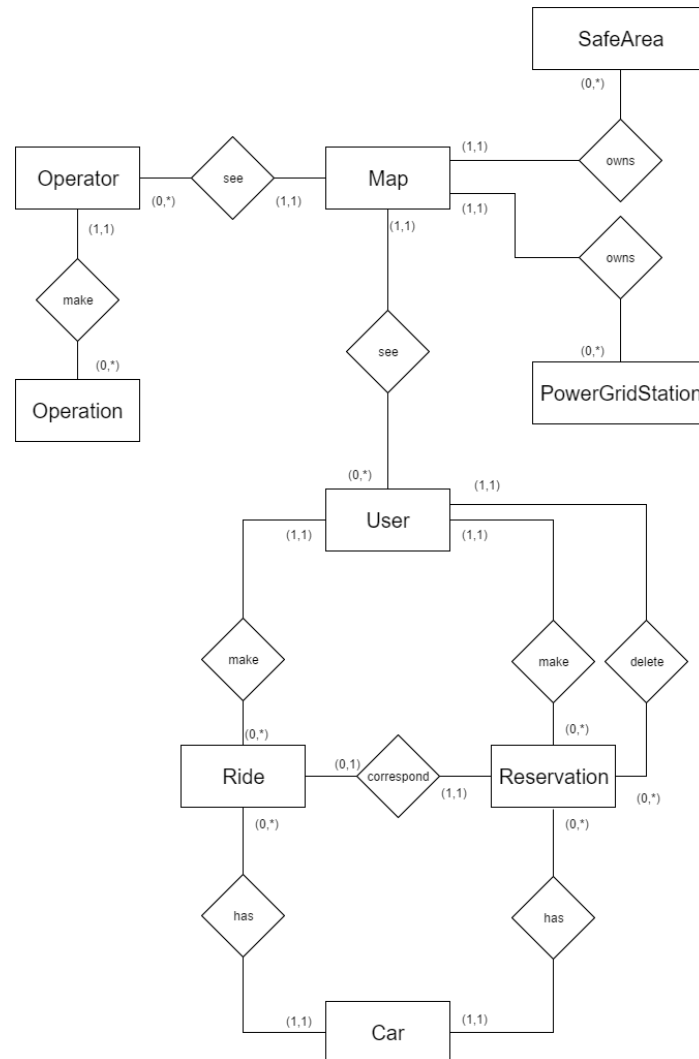 SafeArea
(0,*)
owns
(1,1)
Operator
(0,*)
see
(1,1)
Map
(1,1)
(1,1)
(1,1)
owns
(1,1)
make
(0,*)
Operation
see
(0,*)
PowerGridStation
(0,*)
User
(1,1)
(1,1)
(1,1)
make
make
delete
(0,*)
(0,*)
Ride
(0,1)
correspond
(1,1)
Reservation
(0,*)
(0,*)
(0,*)
has
has
(1,1)
Car
(1,1)